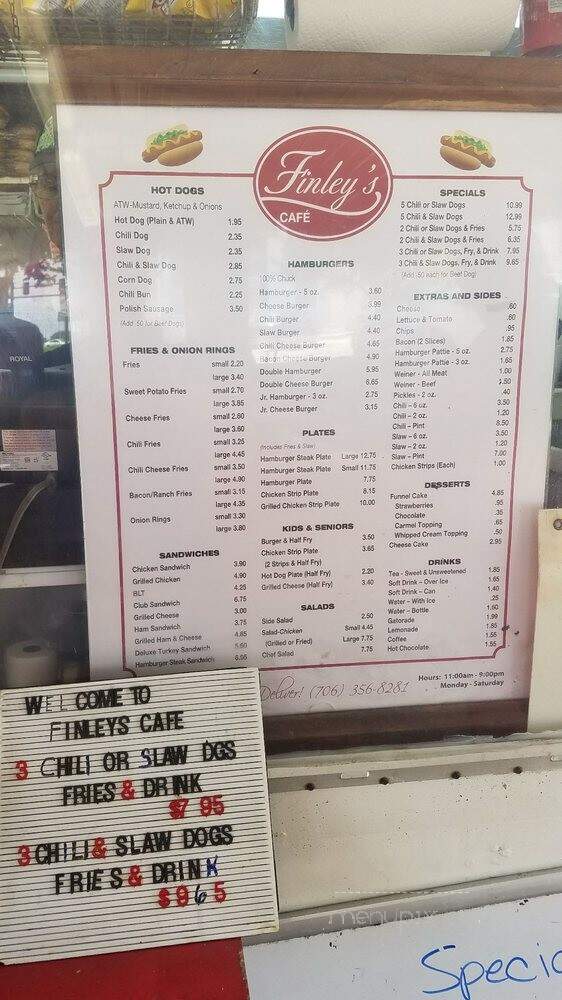 Finley's
CAFÉ
HOT DOGS
ATW-Mustard, Ketchup & Onions
Hot Dog (Plain & ATW) 1.95
Chili Dog 2.35
Slaw Dog 2.35
Chili & Slaw Dog 2.85
Corn Dog 2.75
Chili Bun 2.25
Polish Sausage 3.50
(Add .50 for Beef Dogs)
FRIES & ONION RINGS
Fries small 2.20
large 3.40
Sweet Potato Fries small 2.70
large 3.85
Cheese Fries small 2.60
large 3.60
Chili Fries small 3.25
large 4.45
Chili Cheese Fries small 3.50
large 4.90
Bacon/Ranch Fries small 3.15
large 4.35
Onion Rings small 3.30
large 3.80
SANDWICHES
Chicken Sandwich 3.90
Grilled Chicken 4.90
BLT 4.25
Club Sandwich 6.75
Grilled Cheese 3.00
Ham Sandwich 3.75
Grilled Ham & Cheese 4.65
Deluxe Turkey Sandwich
Hamburger Steak Sandwich
HAMBURGERS
100% Chuck
Hamburger - 5 oz. 3.60
Cheese Burger 3.99
Chili Burger 4.40
Slaw Burger 4.40
Chili Cheese Burger 4.65
Bacon Cheese Burger 4.90
Double Hamburger 5.95
Double Cheese Burger 6.65
Jr. Hamburger - 3 oz. 2.75
Jr. Cheese Burger 3.15
PLATES
(Includes Fries & Slaw)
Hamburger Steak Plate Large 12.75
Hamburger Steak Plate Small 11.75
Hamburger Plate 7.75
Chicken Strip Plate 8.15
Grilled Chicken Strip Plate 10.00
KIDS & SENIORS
Burger & Half Fry 3.50
Chicken Strip Plate 3.65
(2 Strips & Half Fry)
Hot Dog Plate (Half Fry) 2.20
Grilled Cheese (Half Fry) 3.40
SALADS
Side Salad 2.50
Salad-Chicken Small 4.45
(Grilled or Fried) Large 7.75
Chef Salad 7.75
SPECIALS
5 Chili or Slaw Dogs 10.99
5 Chili & Slaw Dogs 12.99
2 Chili or Slaw Dogs & Fries 5.75
2 Chili & Slaw Dogs & Fries 6.35
3 Chili or Slaw Dogs, Fry, & Drink 7.95
3 Chili & Slaw Dogs, Fry, & Drink 9.65
(Add .50 each for Beef Dog)
EXTRAS AND SIDES
Cheese .60
Lettuce & Tomato .60
Chips .95
Bacon (2 Slices) 1.85
Hamburger Pattie - 5 oz. 2.75
Hamburger Pattie - 3 oz. 1.65
Weiner - All Meat 1.00
Weiner - Beef 1.50
Pickles - 2 oz. .40
Chili – 6 oz. 3.50
Chili – 2 oz. 1.20
Chili – Pint 8.50
Slaw – 6 oz. 3.50
Slaw – 2 oz. 1.20
Slaw – Pint 7.00
Chicken Strips (Each) 1.00
DESSERTS
Funnel Cake 4.85
Strawberries .95
Chocolate .35
Carmel Topping .65
Whipped Cream Topping .50
Cheese Cake 2.95
DRINKS
Tea - Sweet & Unsweetened 1.85
Soft Drink – Over Ice 1.65
Soft Drink – Can 1.40
Water – With Ice .25
Water – Bottle 1.60
Gatorade 1.99
Lemonade 1.85
Coffee 1.55
Hot Chocolate 1.55
Deliver! (706) 356-8281
Hours: 11:00am - 9:00pm
Monday - Saturday
ROYAL
WELCOME TO
FINLEYS CAFE
3 CHILI OR SLAW DGS
FRIES & DRINK
$7 95
3 CHILI & SLAW DOGS
FRIES & DRINK
$9 65
menupix